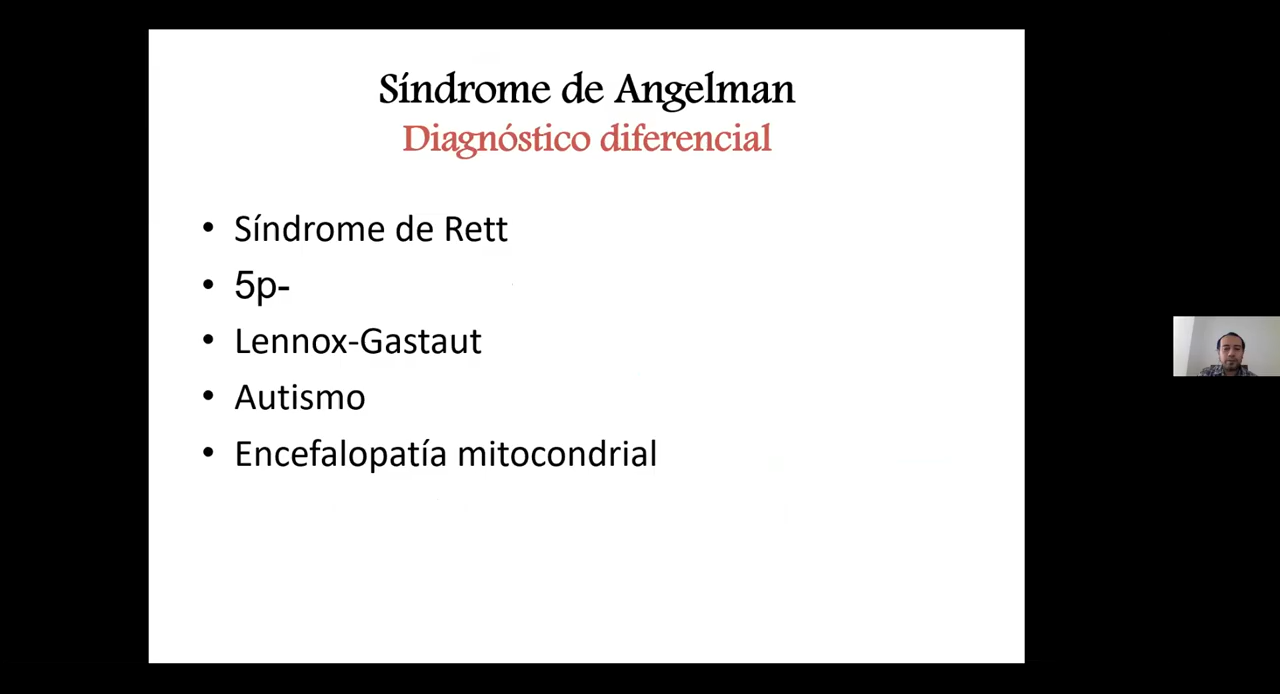 Síndrome de Angelman
Diagnóstico diferencial
• Síndrome de Rett
• 5p-
• Lennox-Gastaut
• Autismo
• Encefalopatía mitocondrial